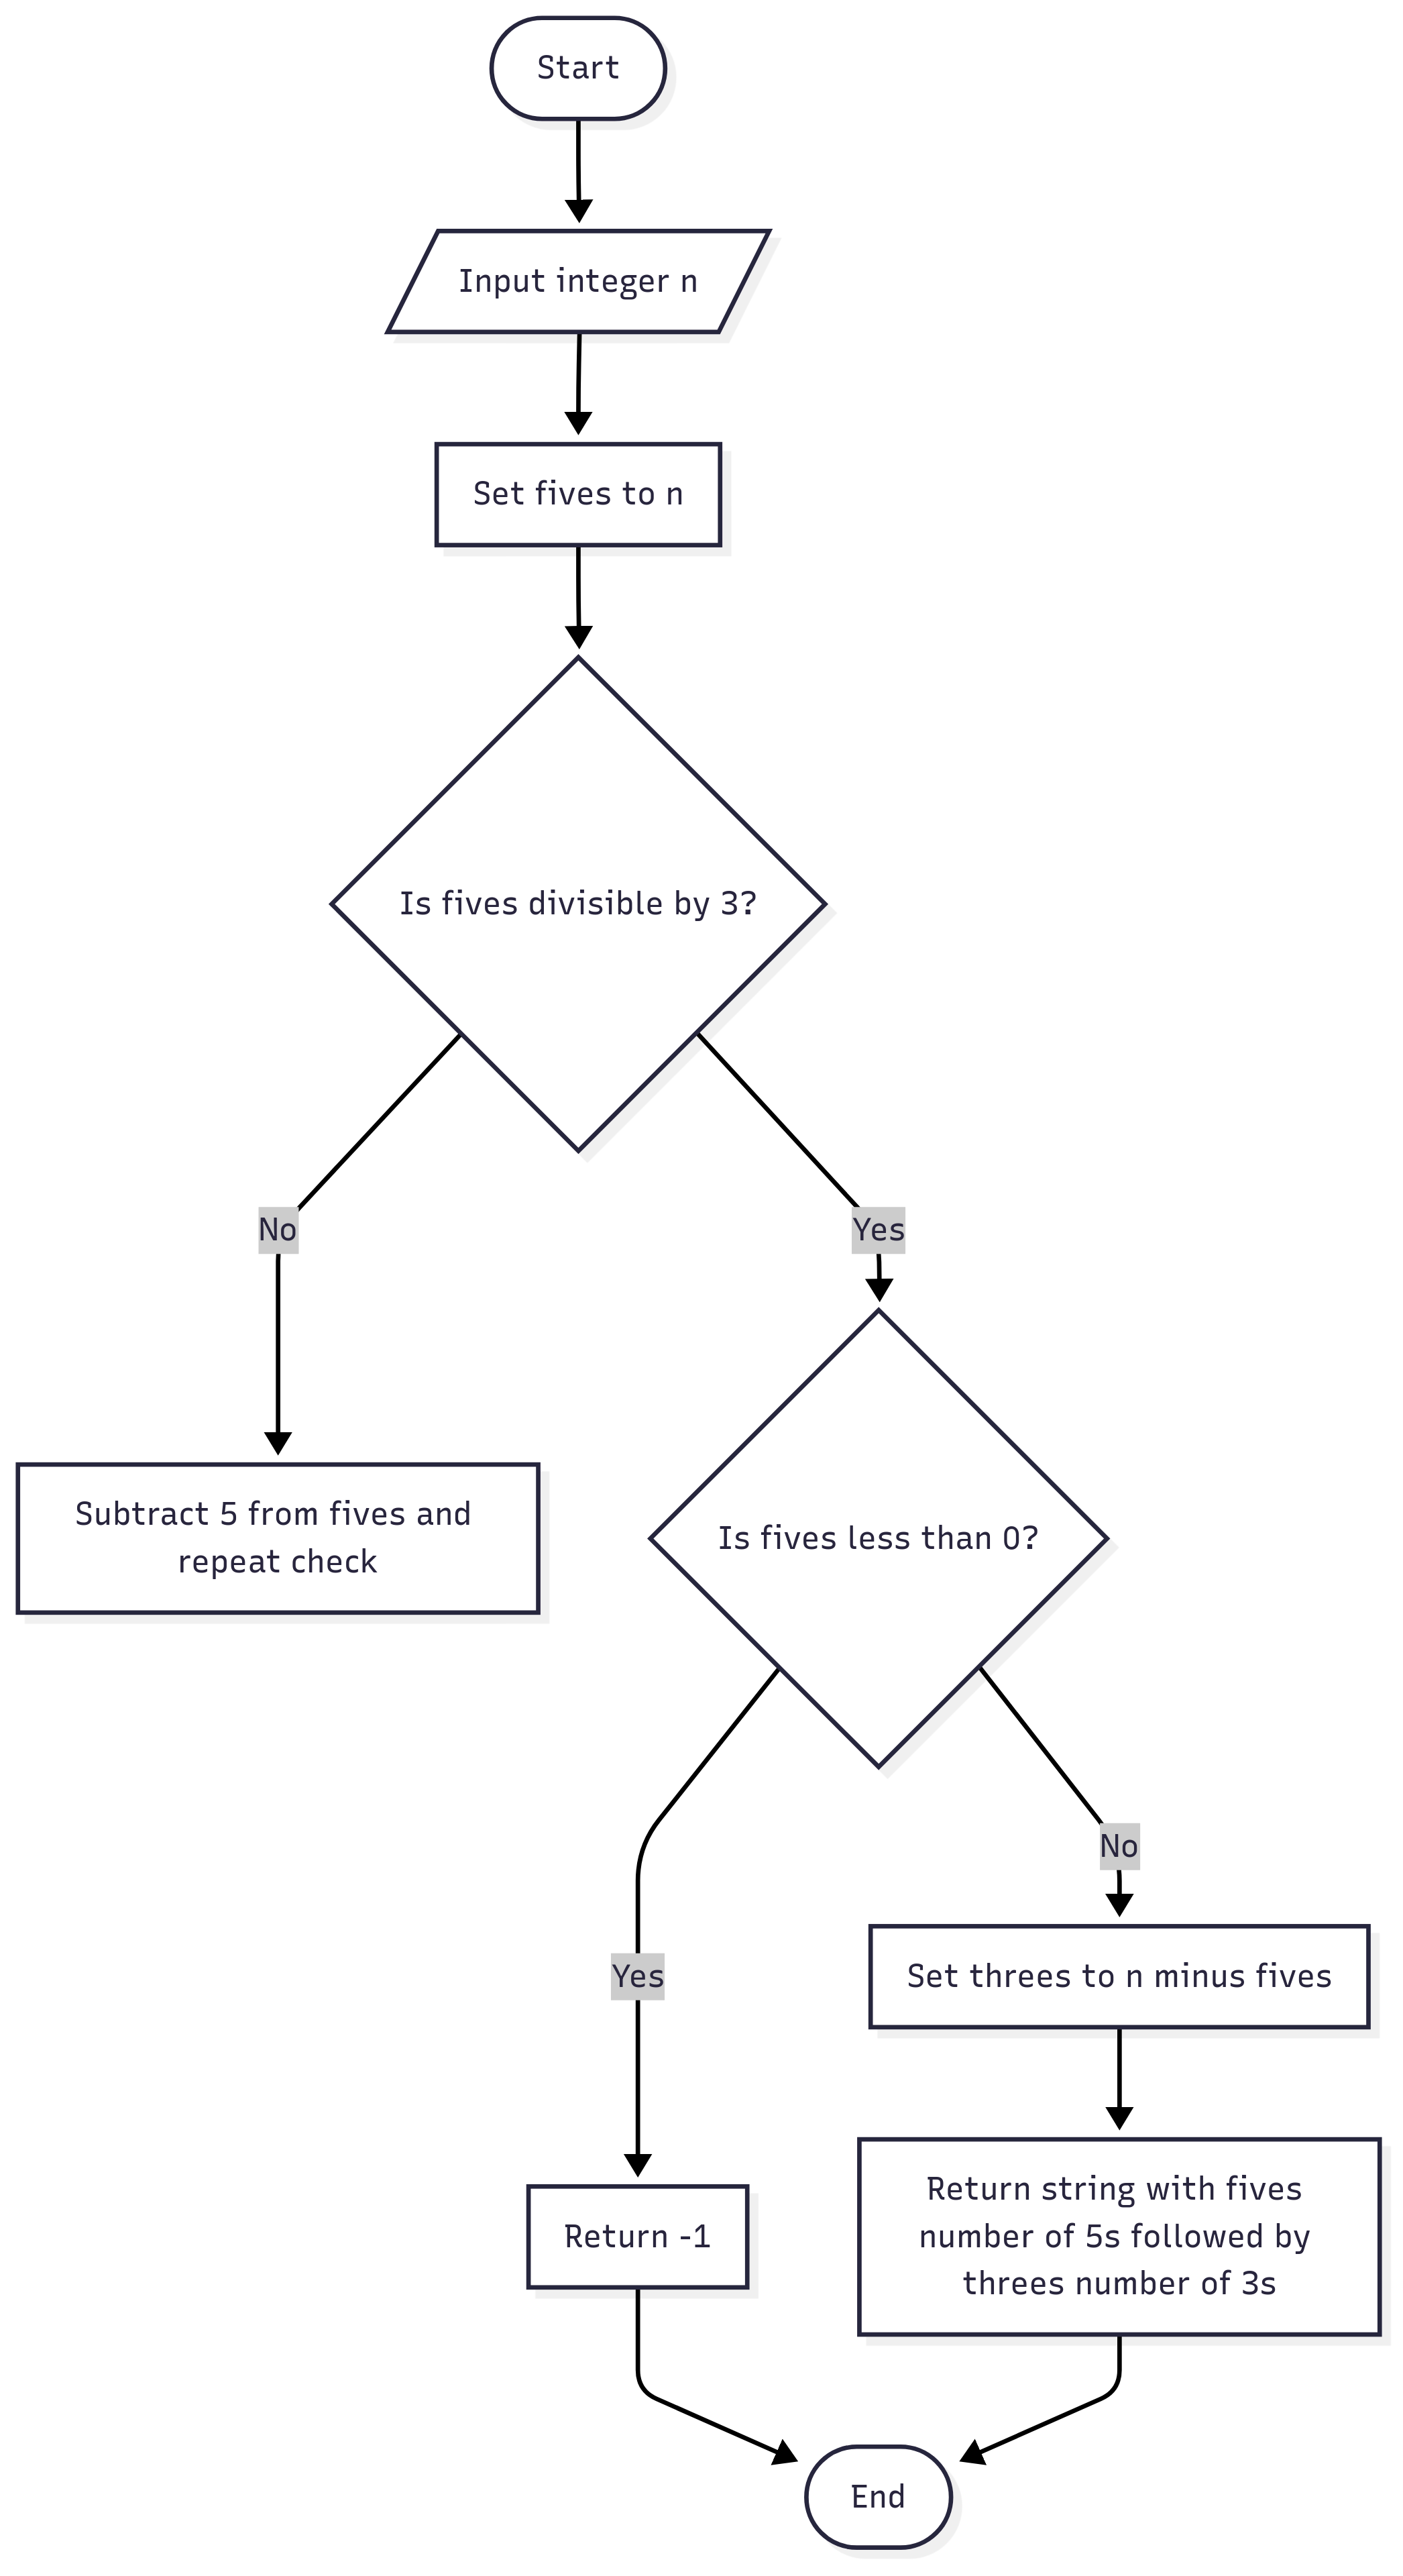 Start
Input integer n
Set fives to n
Is fives divisible by 3?
No
Yes
Subtract 5 from fives and
repeat check
Is fives less than 0?
No
Yes
Set threes to n minus fives
Return string with fives
number of 5s followed by
threes number of 3s
Return -1
End